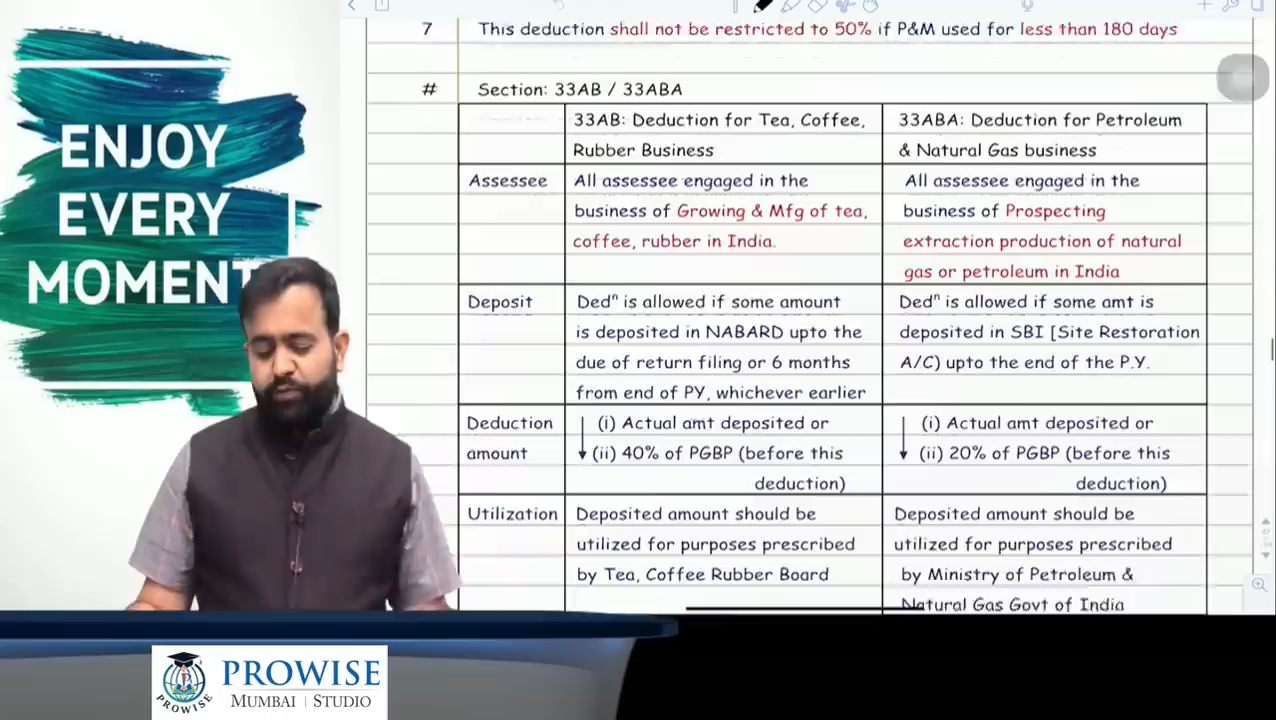 ENJOY
EVERY
MOMENT
7 This deduction shall not be restricted to 50% if P&M used for less than 180 days
# Section: 33AB / 33ABA
33AB: Deduction for Tea, Coffee,
Rubber Business
33ABA: Deduction for Petroleum
& Natural Gas business
Assessee
All assessee engaged in the
business of Growing & Mfg of tea,
coffee, rubber in India.
All assessee engaged in the
business of Prospecting
extraction production of natural
gas or petroleum in India
Deposit
Dedⁿ is allowed if some amount
is deposited in NABARD upto the
due of return filing or 6 months
from end of PY, whichever earlier
Dedⁿ is allowed if some amt is
deposited in SBI [Site Restoration
A/C) upto the end of the P.Y.
Deduction
amount
(i) Actual amt deposited or
(ii) 40% of PGBP (before this
deduction)
(i) Actual amt deposited or
(ii) 20% of PGBP (before this
deduction)
Utilization
Deposited amount should be
utilized for purposes prescribed
by Tea, Coffee Rubber Board
Deposited amount should be
utilized for purposes prescribed
by Ministry of Petroleum &
Natural Gas Govt of India
PROWISE
PROWISE
MUMBAI | STUDIO